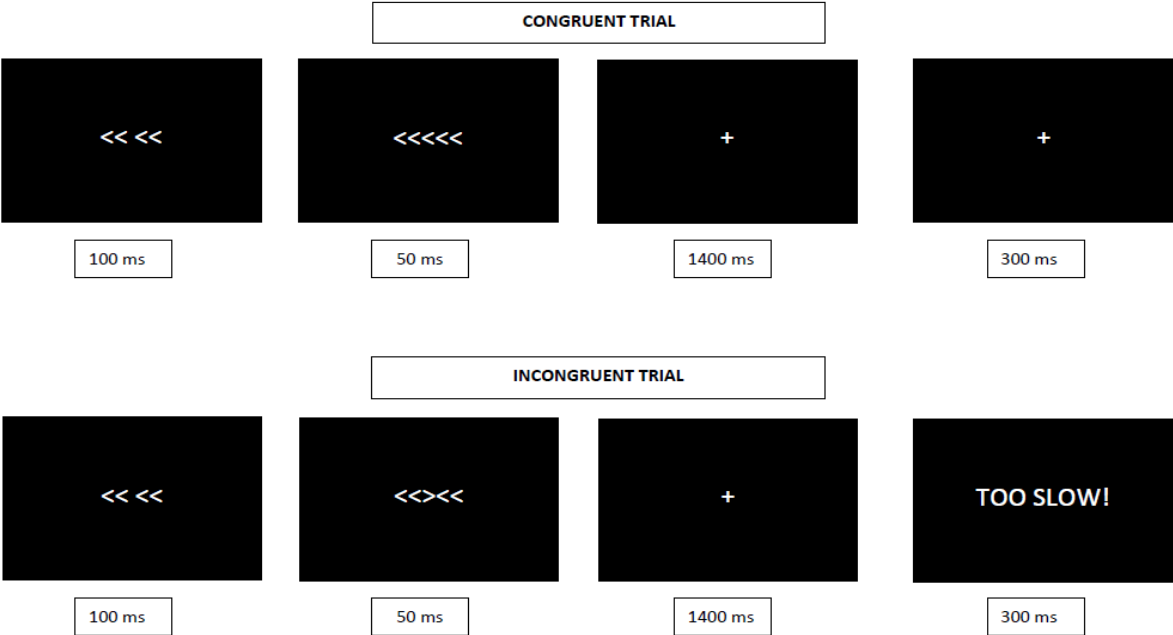 CONGRUENT TRIAL
<< << <<<<< + +
100 ms 50 ms 1400 ms 300 ms
INCONGRUENT TRIAL
<< << <<><< + TOO SLOW!
100 ms 50 ms 1400 ms 300 ms